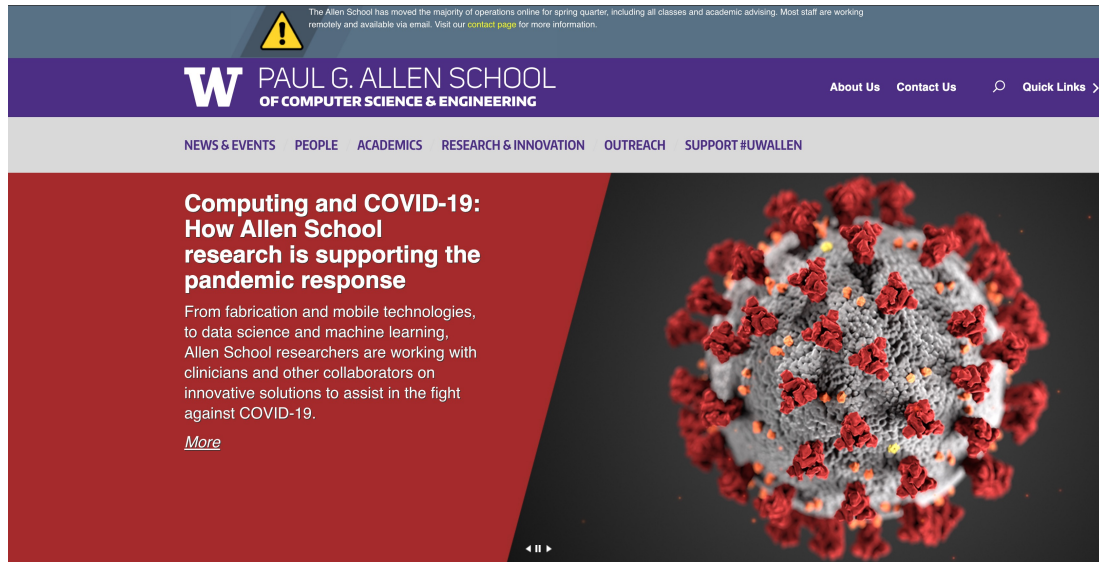 The Allen School has moved the majority of operations online for spring quarter, including all classes and academic advising. Most staff are working
remotely and available via email. Visit our contact page for more information.
W PAUL G. ALLEN SCHOOL
OF COMPUTER SCIENCE & ENGINEERING
About Us Contact Us Quick Links
NEWS & EVENTS PEOPLE ACADEMICS RESEARCH & INNOVATION OUTREACH SUPPORT #UWALLEN
Computing and COVID-19:
How Allen School
research is supporting the
pandemic response
From fabrication and mobile technologies,
to data science and machine learning,
Allen School researchers are working with
clinicians and other collaborators on
innovative solutions to assist in the fight
against COVID-19.
More